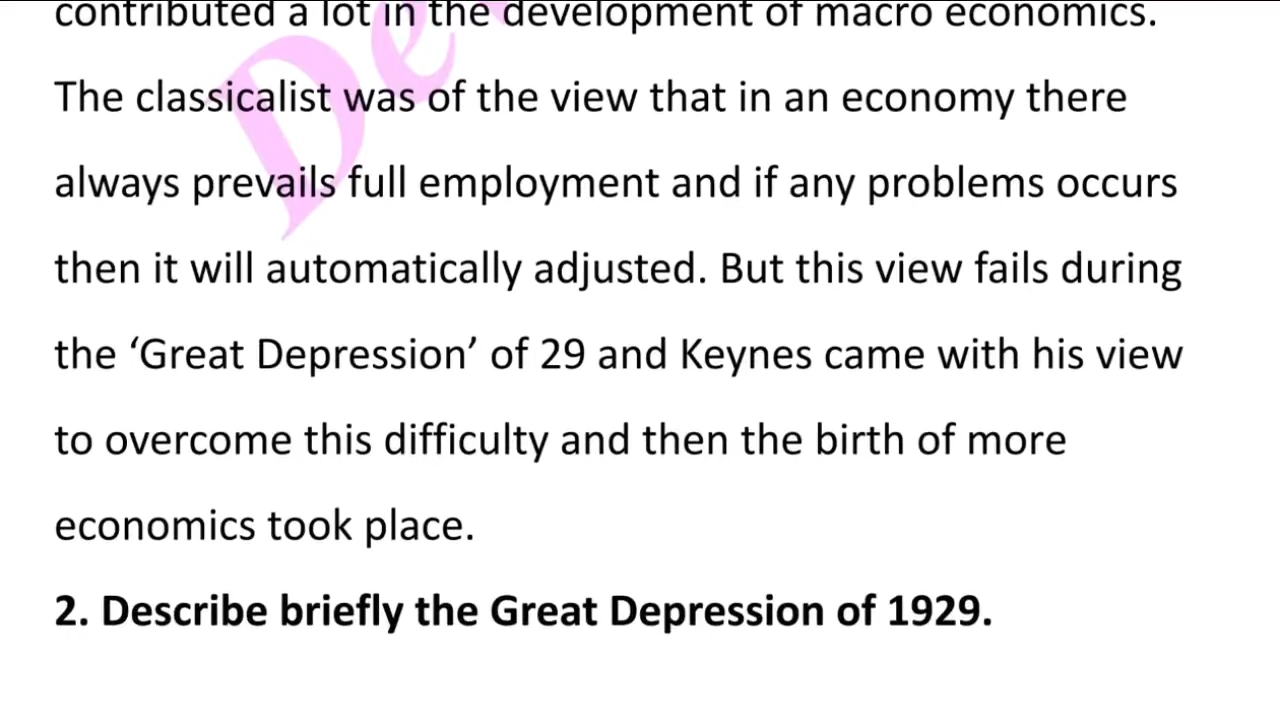 contributed a lot in the development of macro economics.
The classicalist was of the view that in an economy there
always prevails full employment and if any problems occurs
then it will automatically adjusted. But this view fails during
the ‘Great Depression’ of 29 and Keynes came with his view
to overcome this difficulty and then the birth of more
economics took place.
2. Describe briefly the Great Depression of 1929.